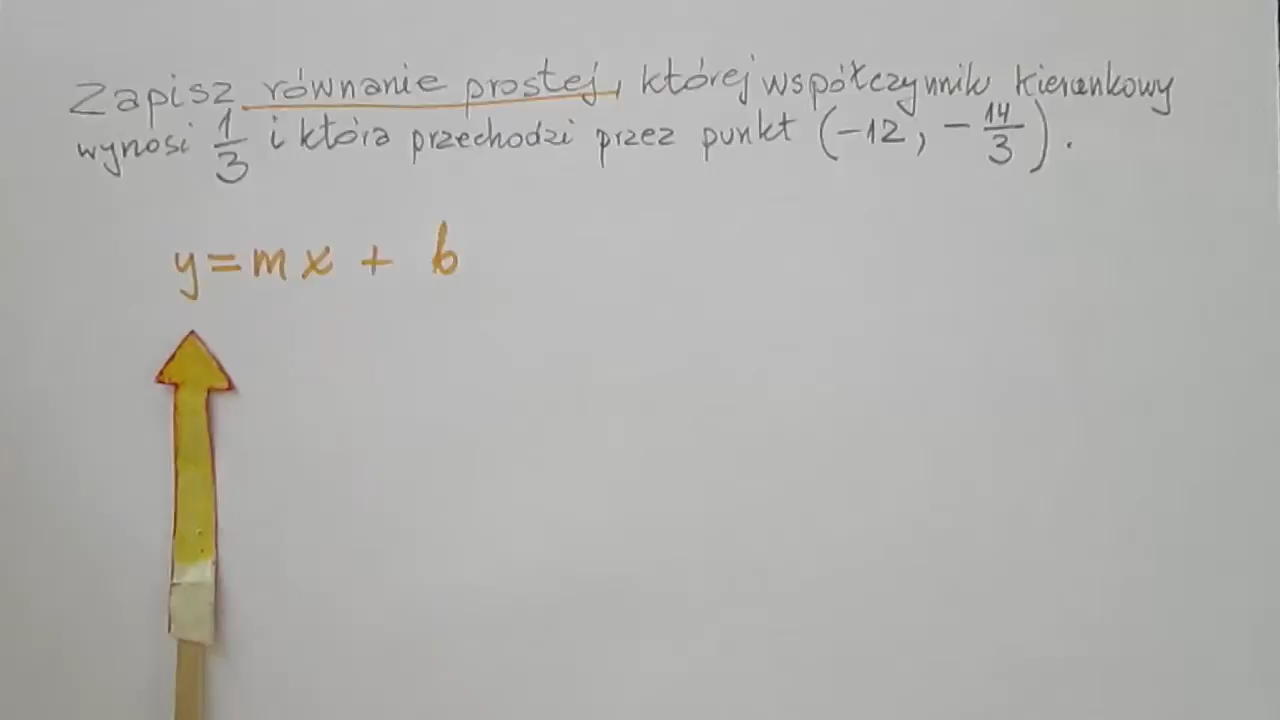 Zapisz równanie prostej, której współczynnik kierunkowy
wynosi 1/3 i która przechodzi przez punkt (-12, -14/3).
y = mx + b